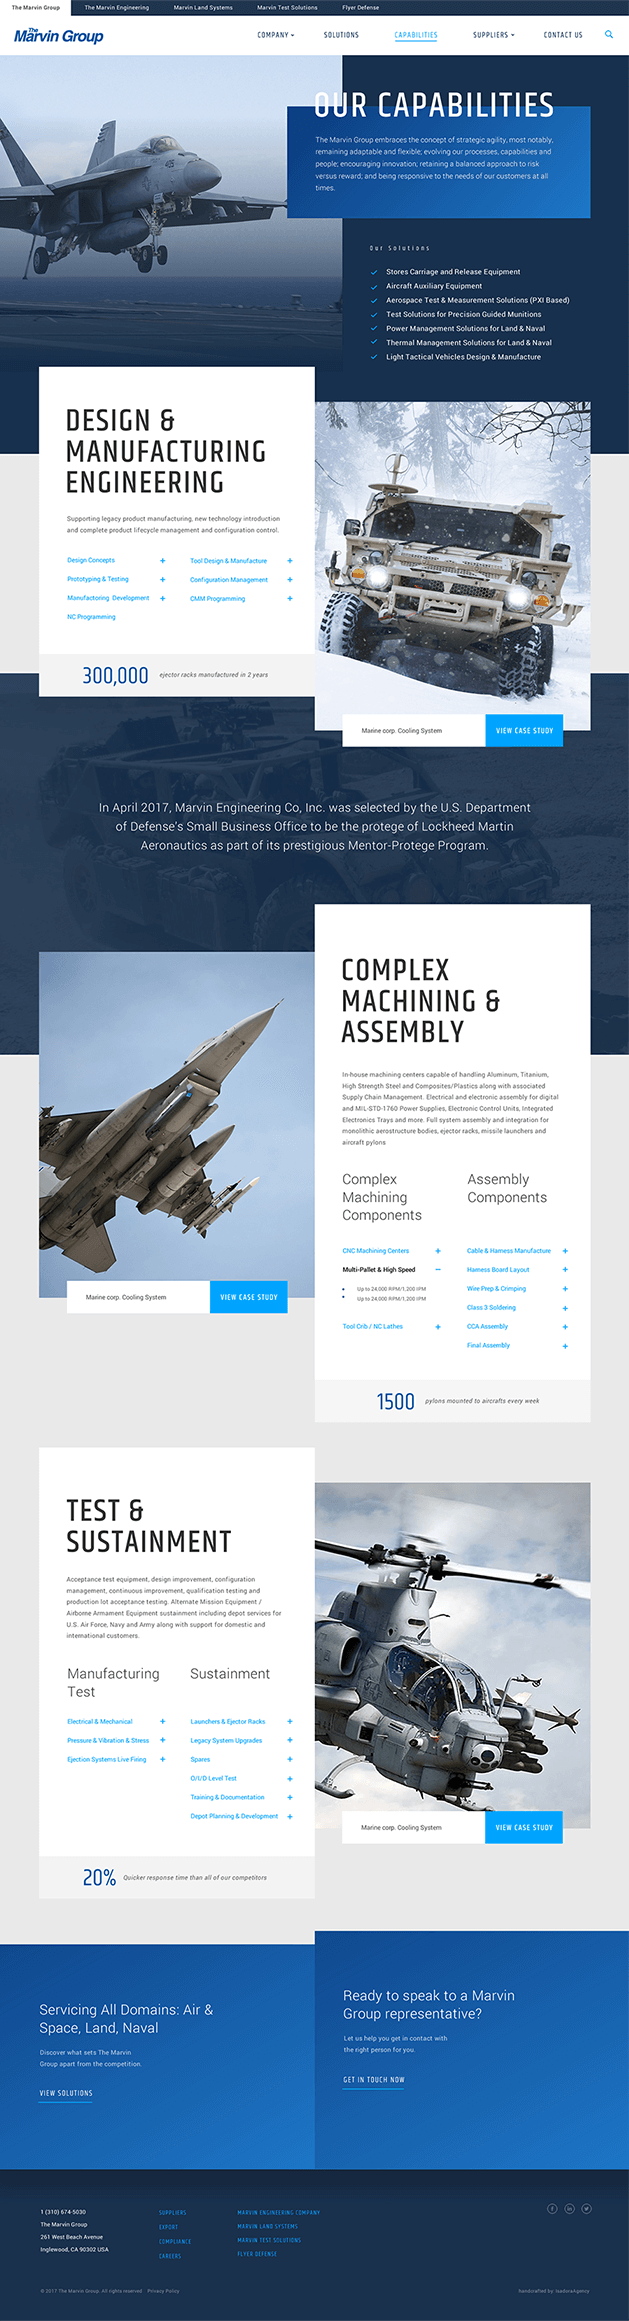 The Marvin Group
The Marvin Engineering
Marvin Land Systems
Marvin Test Solutions
Flyer Defense
The Marvin Group
COMPANY
SOLUTIONS
CAPABILITIES
SUPPLIERS
CONTACT US
OUR CAPABILITIES
The Marvin Group embraces the concept of strategic agility, most notably,
remaining adaptable and flexible; evolving our processes, capabilities and
people; encouraging innovation; retaining a balanced approach to risk
versus reward; and being responsive to the needs of our customers at all
times.
Our Solutions
Stores Carriage and Release Equipment
Aircraft Auxiliary Equipment
Aerospace Test & Measurement Solutions (PXI Based)
Test Solutions for Precision Guided Munitions
Power Management Solutions for Land & Naval
Thermal Management Solutions for Land & Naval
Light Tactical Vehicles Design & Manufacture
DESIGN &
MANUFACTURING
ENGINEERING
Supporting legacy product manufacturing, new technology introduction
and complete product lifecycle management and configuration control.
Design Concepts +
Prototyping & Testing +
Manufactoring Development +
NC Programming
Tool Design & Manufacture +
Configuration Management +
CMM Programming +
300,000 ejector racks manufactured in 2 years
Marine corp. Cooling System
VIEW CASE STUDY
In April 2017, Marvin Engineering Co, Inc. was selected by the U.S. Department
of Defense's Small Business Office to be the protege of Lockheed Martin
Aeronautics as part of its prestigious Mentor-Protege Program.
COMPLEX
MACHINING &
ASSEMBLY
In-house machining centers capable of handling Aluminum, Titanium,
High Strength Steel and Composites/Plastics along with associated
Supply Chain Management. Electrical and electronic assembly for digital
and MIL-STD-1760 Power Supplies, Electronic Control Units, Integrated
Electronics Trays and more. Full system assembly and integration for
monolithic aerostructure bodies, ejector racks, missile launchers and
aircraft pylons
Complex
Machining
Components
CNC Machining Centers +
Multi-Pallet & High Speed −
Up to 24,000 RPM/1,200 IPM
Up to 24,000 RPM/1,200 IPM
Tool Crib / NC Lathes +
Assembly
Components
Cable & Harness Manufacture +
Harness Board Layout +
Wire Prep & Crimping +
Class 3 Soldering +
CCA Assembly +
Final Assembly +
Marine corp. Cooling System
VIEW CASE STUDY
1500 pylons mounted to aircrafts every week
TEST &
SUSTAINMENT
Acceptance test equipment, design improvement, configuration
management, continuous improvement, qualification testing and
production lot acceptance testing. Alternate Mission Equipment /
Airborne Armament Equipment sustainment including depot services for
U.S. Air Force, Navy and Army along with support for domestic and
international customers.
Manufacturing
Test
Electrical & Mechanical +
Pressure & Vibration & Stress +
Ejection Systems Live Firing +
Sustainment
Launchers & Ejector Racks +
Legacy System Upgrades +
Spares +
O/I/D Level Test +
Training & Documentation +
Depot Planning & Development +
Marine corp. Cooling System
VIEW CASE STUDY
20% Quicker response time than all of our competitors
Servicing All Domains: Air &
Space, Land, Naval
Discover what sets The Marvin
Group apart from the competition.
VIEW SOLUTIONS
Ready to speak to a Marvin
Group representative?
Let us help you get in contact with
the right person for you.
GET IN TOUCH NOW
1 (310) 674-5030
The Marvin Group
261 West Beach Avenue
Inglewood, CA 90302 USA
SUPPLIERS
EXPORT
COMPLIANCE
CAREERS
MARVIN ENGINEERING COMPANY
MARVIN LAND SYSTEMS
MARVIN TEST SOLUTIONS
FLYER DEFENSE
© 2017 The Marvin Group. All rights reserved Privacy Policy
handcrafted by: IsadoraAgency